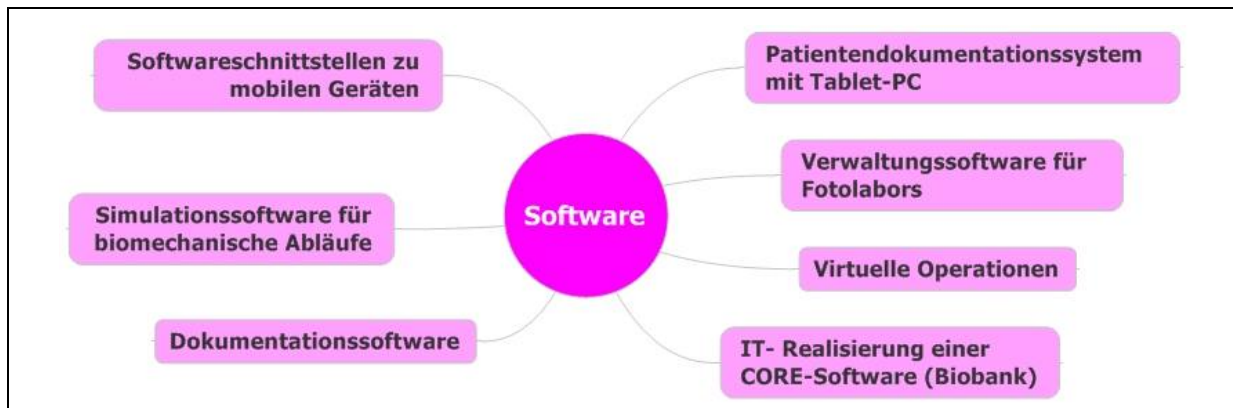 Softwareschnittstellen zu
mobilen Geräten
Simulationssoftware für
biomechanische Abläufe
Dokumentationssoftware
Software
Patientendokumentationssystem
mit Tablet-PC
Verwaltungssoftware für
Fotolabors
Virtuelle Operationen
IT- Realisierung einer
CORE-Software (Biobank)